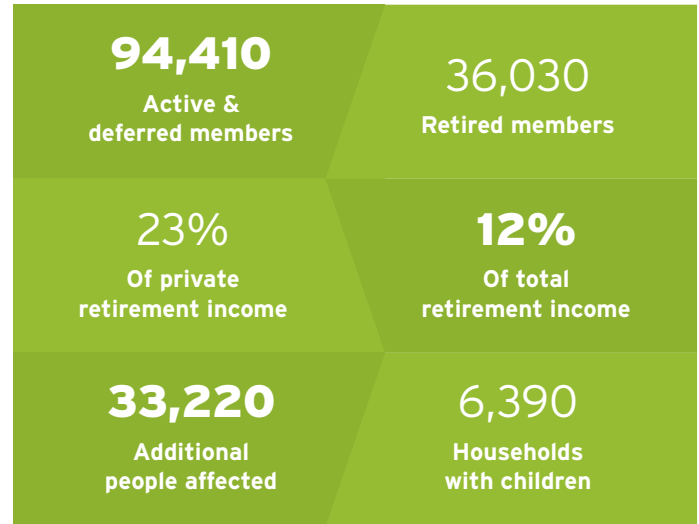 94,410
Active &
deferred members
36,030
Retired members
23%
Of private
retirement income
12%
Of total
retirement income
33,220
Additional
people affected
6,390
Households
with children